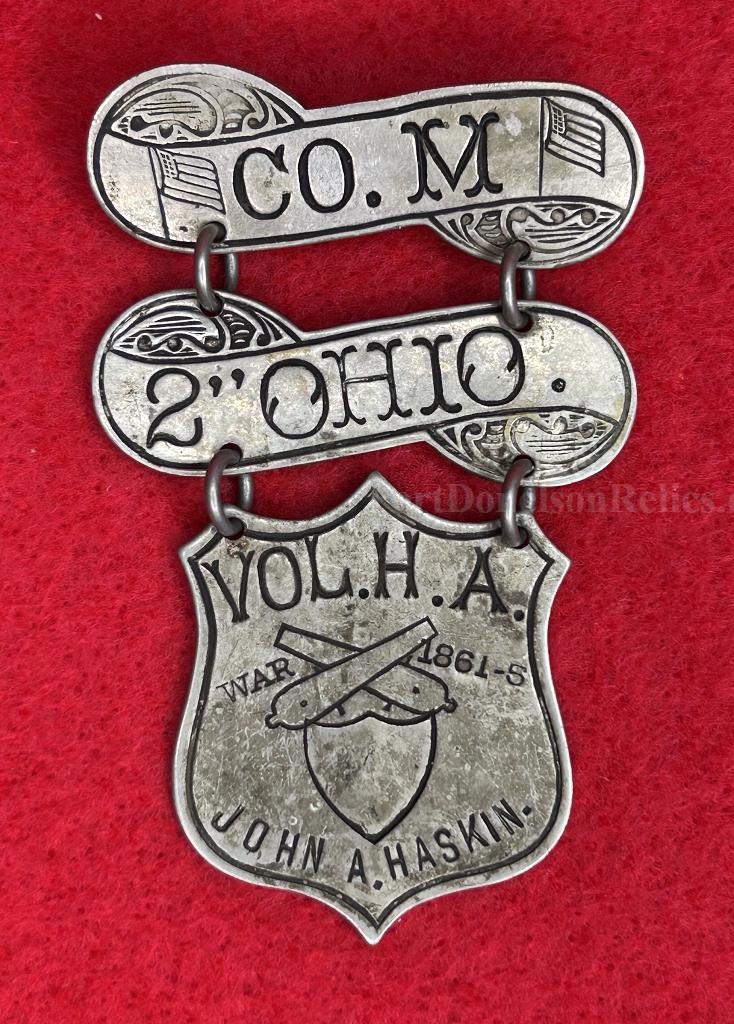 CO. M
2" OHIO.
VOL. H. A.
WAR 1861-5
JOHN A. HASKIN.